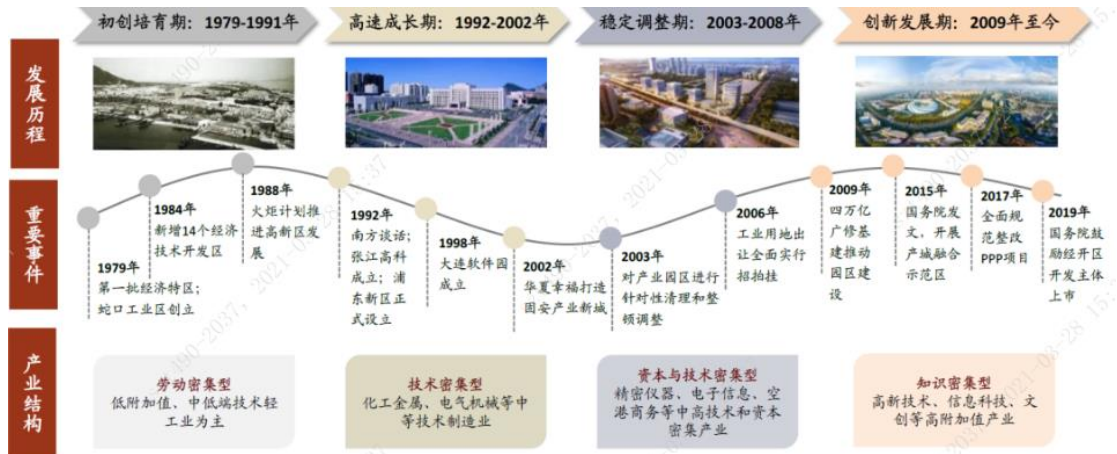 初创培育期：1979-1991年
高速成长期：1992-2002年
稳定调整期：2003-2008年
创新发展期：2009年至今
发展历程
重要事件
1979年
第一批经济特区；
蛇口工业区创立
1984年
新增14个经济
技术开发区
1988年
火炬计划推
进高新区发
展
1992年
南方谈话；
张江高科
成立；浦
东新区正
式设立
1998年
大连软件园
成立
2002年
华夏幸福打造
固安产业新城
2003年
对产业园区进行
针对性清理和整
顿调整
2006年
工业用地出
让全面实行
招拍挂
2009年
四万亿
广修基
建推动
园区建
设
2015年
国务院发
文，开展
产城融合
示范区
2017年
全面规
范整改
PPP项目
2019年
国务院鼓
励经开区
开发主体
上市
产业结构
劳动密集型
低附加值、中低端技术轻
工业为主
技术密集型
化工金属、电气机械等中
等技术制造业
资本与技术密集型
精密仪器、电子信息、空
港商务等中高技术和资本
密集产业
知识密集型
高新技术、信息科技、文
创等高附加值产业